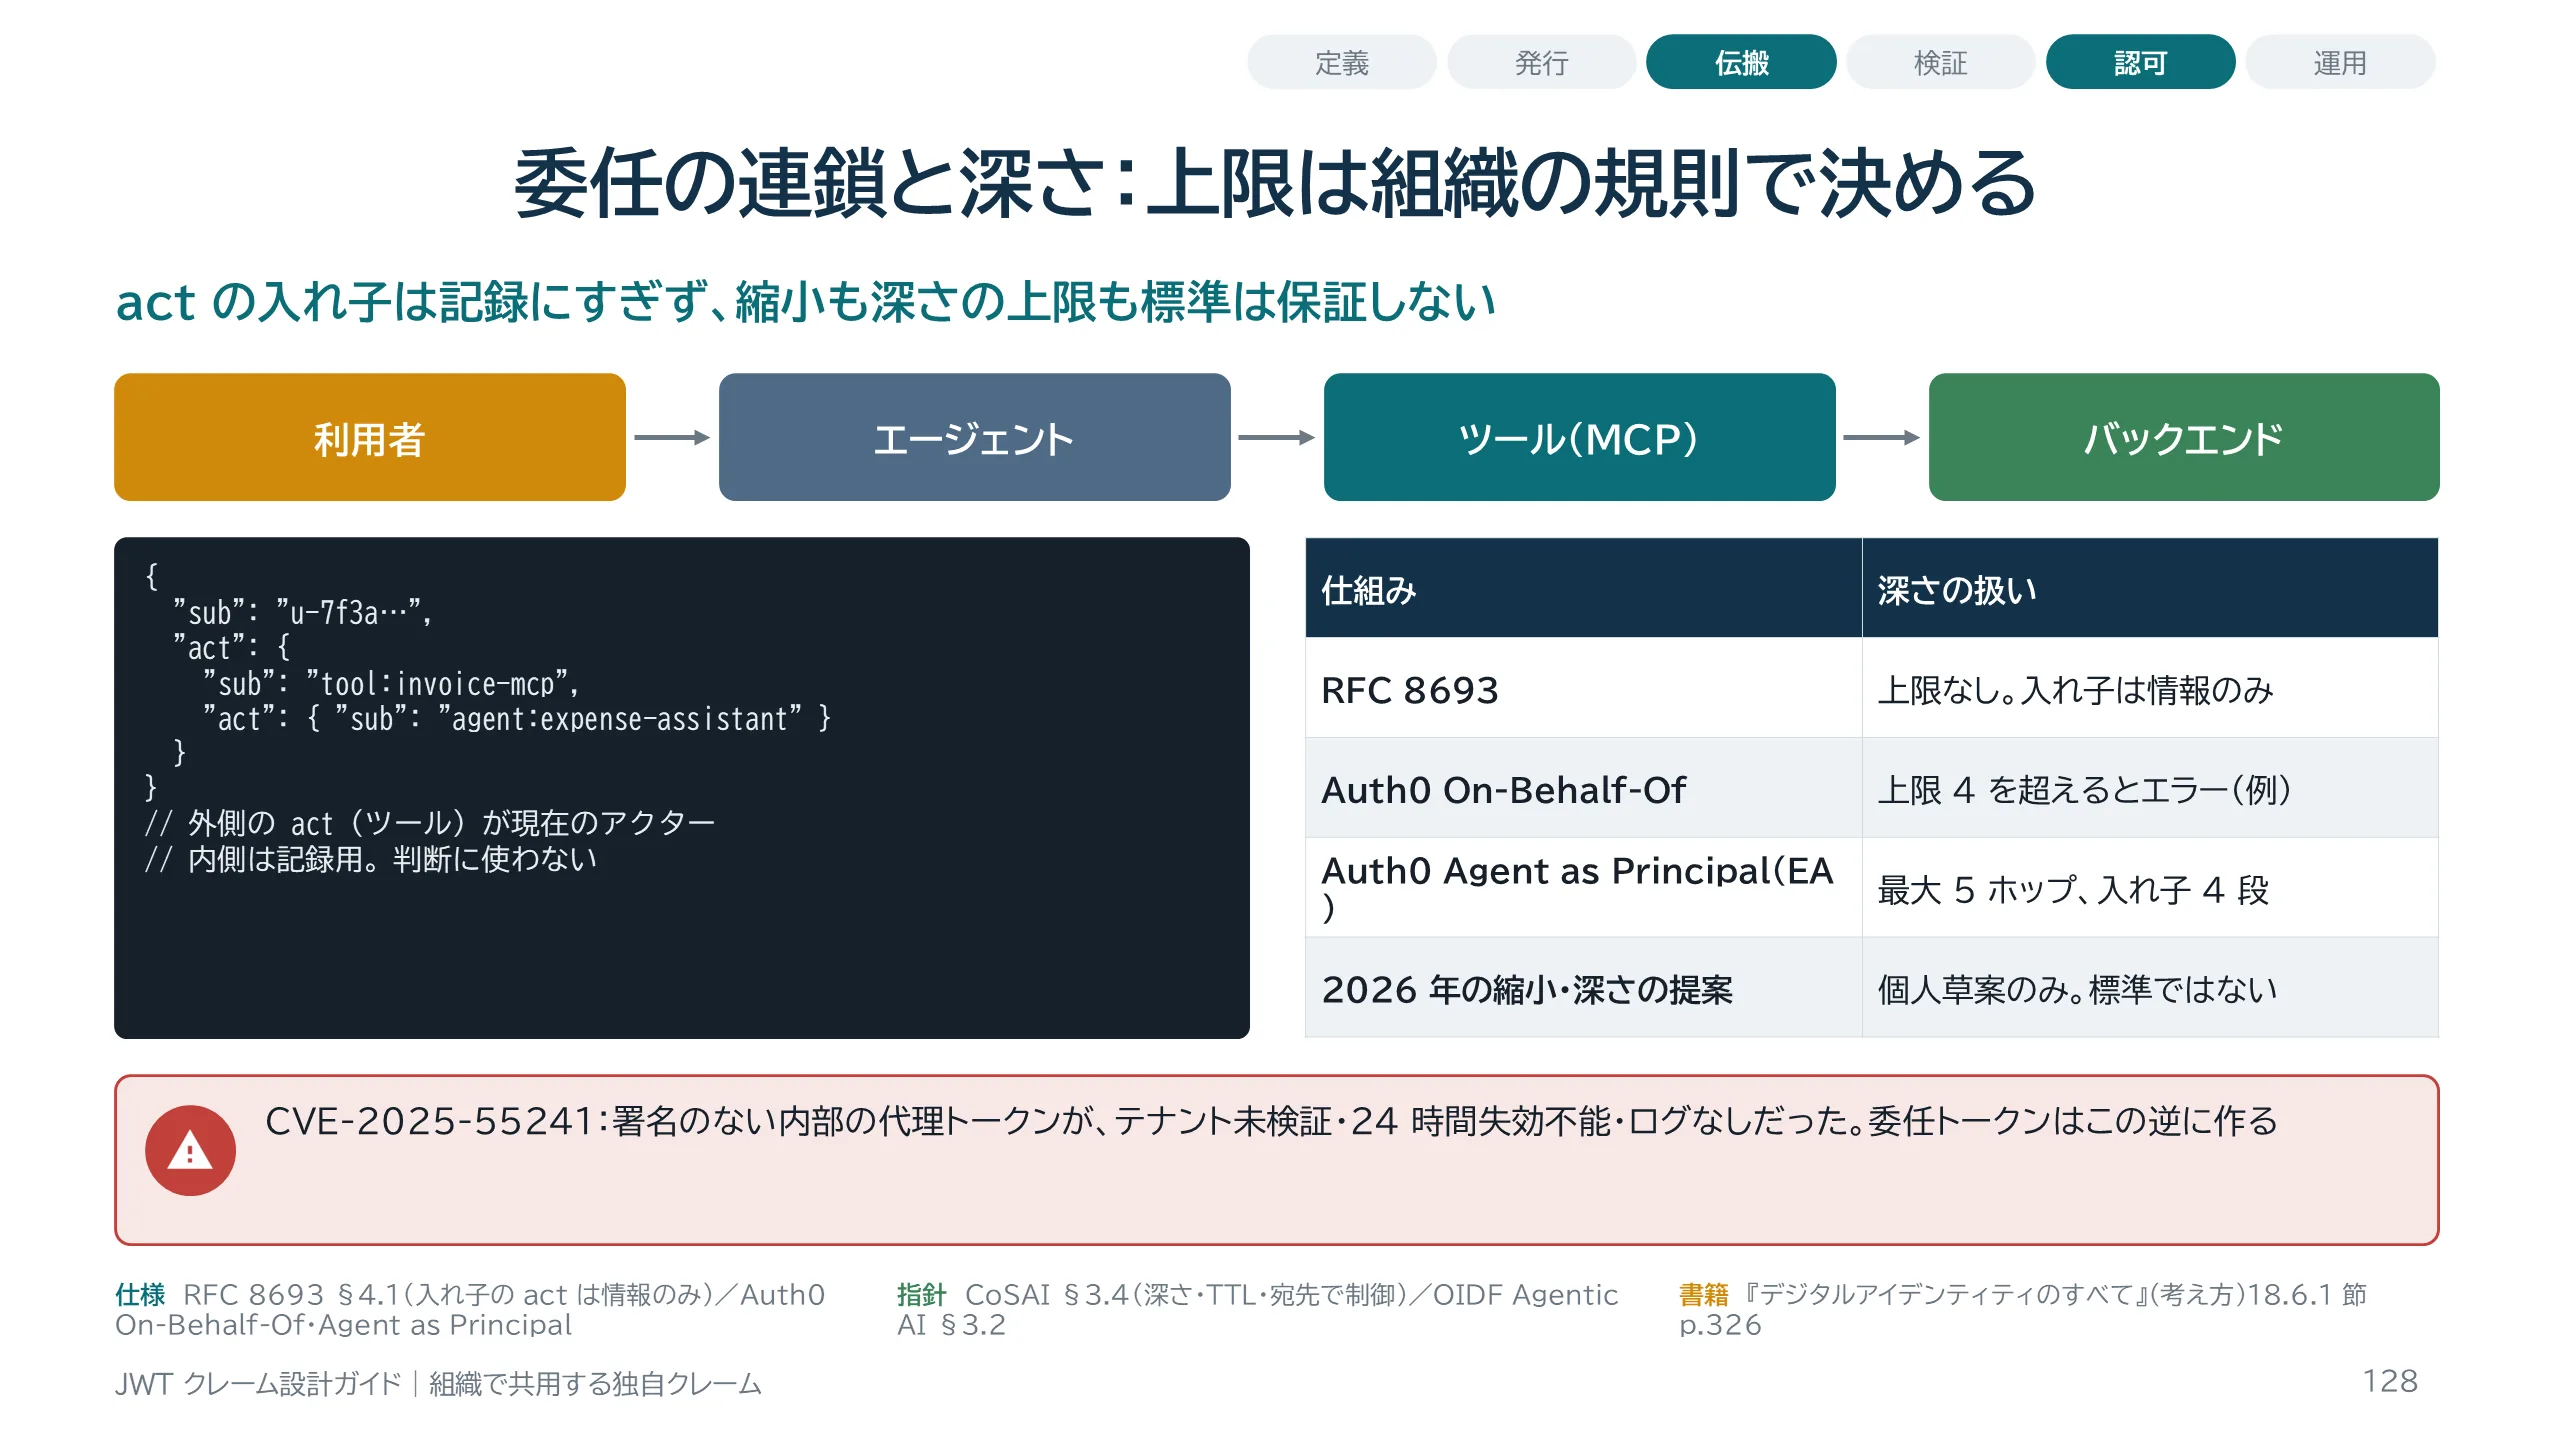 定義
発行
伝搬
検証
認可
運用
委任の連鎖と深さ：上限は組織の規則で決める
act の入れ子は記録にすぎず、縮小も深さの上限も標準は保証しない
利用者
エージェント
ツール（MCP）
バックエンド
{
  ”sub”: ”u-7f3a…”,
  ”act”: {
    ”sub”: ”tool:invoice-mcp”,
    ”act”: { ”sub”: ”agent:expense-assistant” }
  }
}
// 外側の act（ツール）が現在のアクター
// 内側は記録用。判断に使わない
仕組み
深さの扱い
RFC 8693
上限なし。入れ子は情報のみ
Auth0 On-Behalf-Of
上限 4 を超えるとエラー（例）
Auth0 Agent as Principal（EA
）
最大 5 ホップ、入れ子 4 段
2026 年の縮小・深さの提案
個人草案のみ。標準ではない
CVE-2025-55241：署名のない内部の代理トークンが、テナント未検証・24 時間失効不能・ログなしだった。委任トークンはこの逆に作る
仕様 RFC 8693 §4.1（入れ子の act は情報のみ）／Auth0
On-Behalf-Of・Agent as Principal
指針 CoSAI §3.4（深さ・TTL・宛先で制御）／OIDF Agentic
AI §3.2
書籍 『デジタルアイデンティティのすべて』（考え方）18.6.1 節
p.326
JWT クレーム設計ガイド｜組織で共用する独自クレーム
128